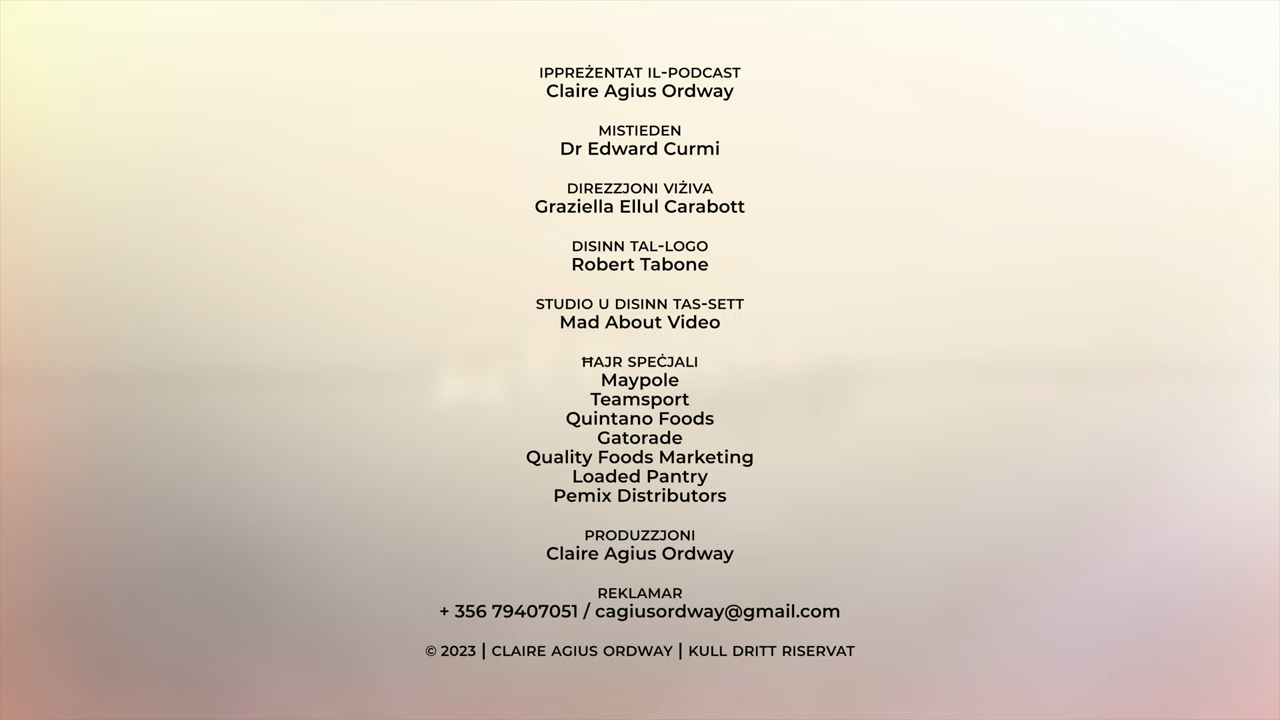 IPPREŻENTAT IL-PODCAST
Claire Agius Ordway
MISTIEDEN
Dr Edward Curmi
DIREZZJONI VIŻIVA
Graziella Ellul Carabott
DISINN TAL-LOGO
Robert Tabone
STUDIO U DISINN TAS-SETT
Mad About Video
ĦAJR SPEĊJALI
Maypole
Teamsport
Quintano Foods
Gatorade
Quality Foods Marketing
Loaded Pantry
Pemix Distributors
PRODUZZJONI
Claire Agius Ordway
REKLAMAR
+ 356 79407051 / cagiusordway@gmail.com
© 2023 | CLAIRE AGIUS ORDWAY | KULL DRITT RISERVAT